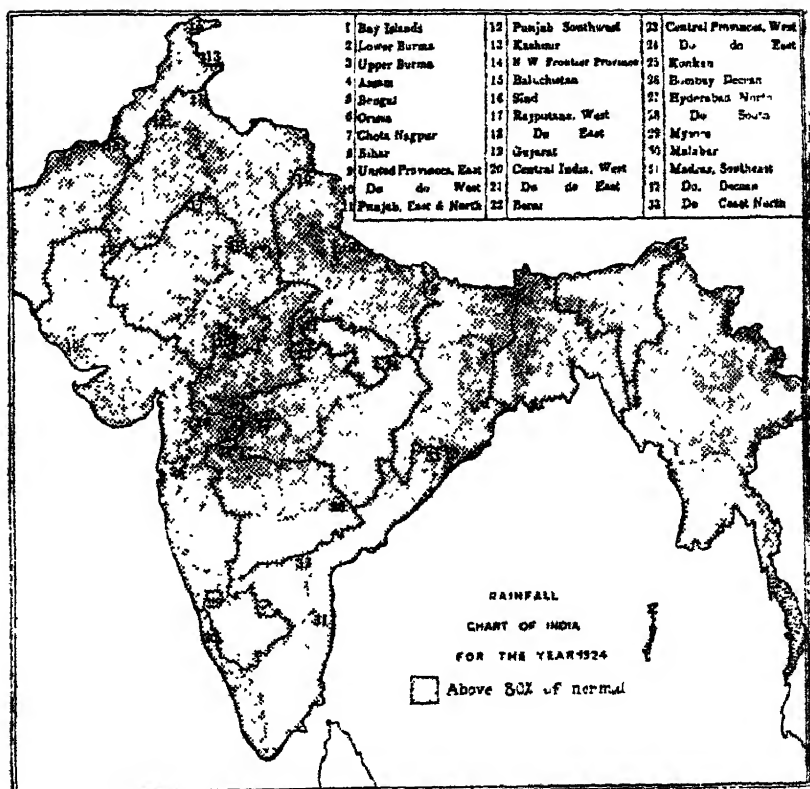 1 Bay Islands
2 Lower Burma
3 Upper Burma
4 Assam
5 Bengal
6 Orissa
7 Chota Nagpur
8 Bihar
9 United Provinces, East
10 Do do West
11 Punjab, East & North
12 Punjab Southwest
13 Kashmir
14 N W Frontier Province
15 Baluchistan
16 Sind
17 Rajputana, West
18 Do East
19 Gujarat
20 Central India, West
21 Do do East
22 Berar
23 Central Provinces, West
24 Do do East
25 Konkan
26 Bombay Deccan
27 Hyderabad North
28 Do South
29 Mysore
30 Malabar
31 Madras, Southeast
32 Do. Deccan
33 Do Coast North
13
31
RAINFALL
CHART OF INDIA
FOR THE YEAR 1924
Above 80% of normal